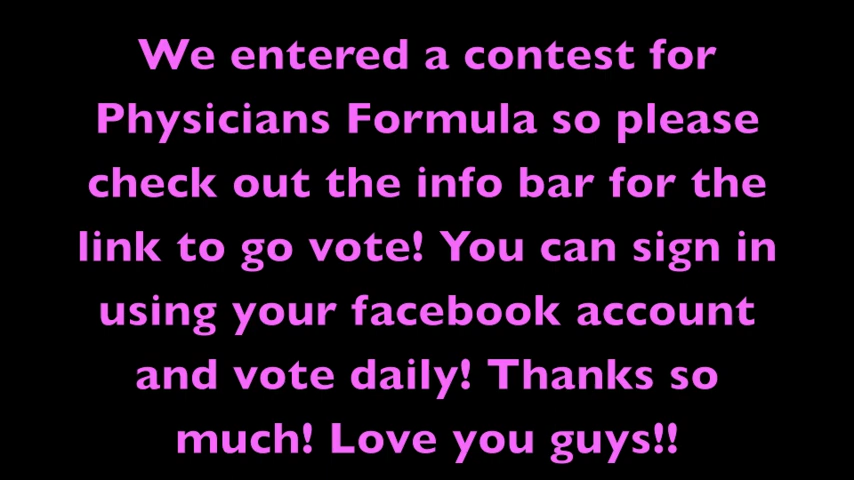 We entered a contest for
Physicians Formula so please
check out the info bar for the
link to go vote! You can sign in
using your facebook account
and vote daily! Thanks so
much! Love you guys!!